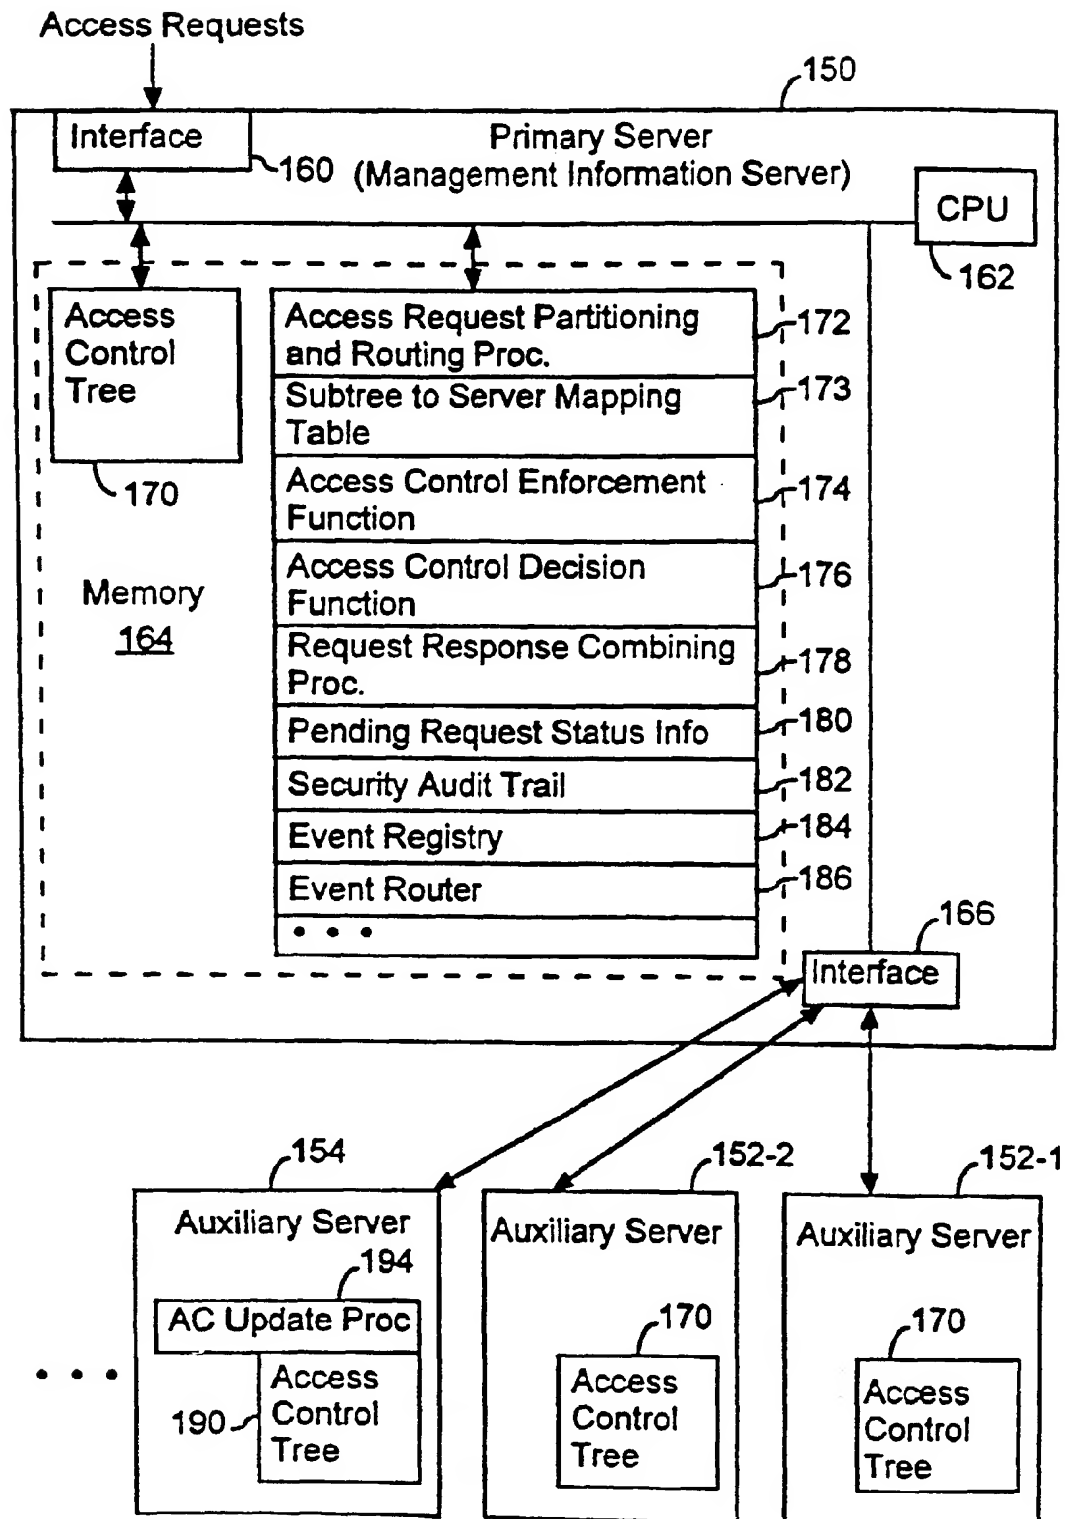 Access Requests
150
Interface
Primary Server
160
(Management Information Server)
CPU
162
Access
Control
Tree
170
Access Request Partitioning
and Routing Proc.
172
Subtree to Server Mapping
Table
173
Access Control Enforcement
Function
174
Access Control Decision
Function
176
Memory
164
Request Response Combining
Proc.
178
Pending Request Status Info
180
Security Audit Trail
182
Event Registry
184
Event Router
186
• • •
166
Interface
154
Auxiliary Server
194
AC Update Proc
Access
Control
Tree
190
• • •
152-2
Auxiliary Server
170
Access
Control
Tree
152-1
Auxiliary Server
170
Access
Control
Tree